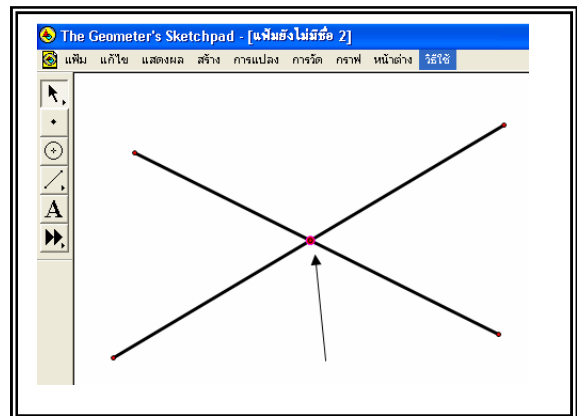 The Geometer's Sketchpad - [แฟ้มยังไม่มีชื่อ 2]
แฟ้ม แก้ไข แสดงผล สร้าง การแปลง การวัด กราฟ หน้าต่าง วิธีใช้
A